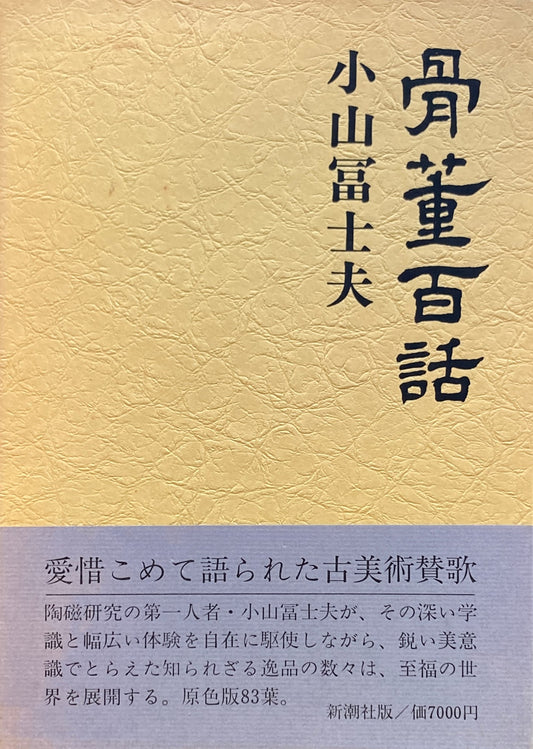 骨董百話
小山冨士夫
愛惜こめて語られた古美術賛歌
陶磁研究の第一人者・小山冨士夫が、その深い学
識と幅広い体験を自在に駆使しながら、鋭い美意
識でとらえた知られざる逸品の数々は、至福の世
界を展開する。原色版83葉。
新潮社版／価7000円